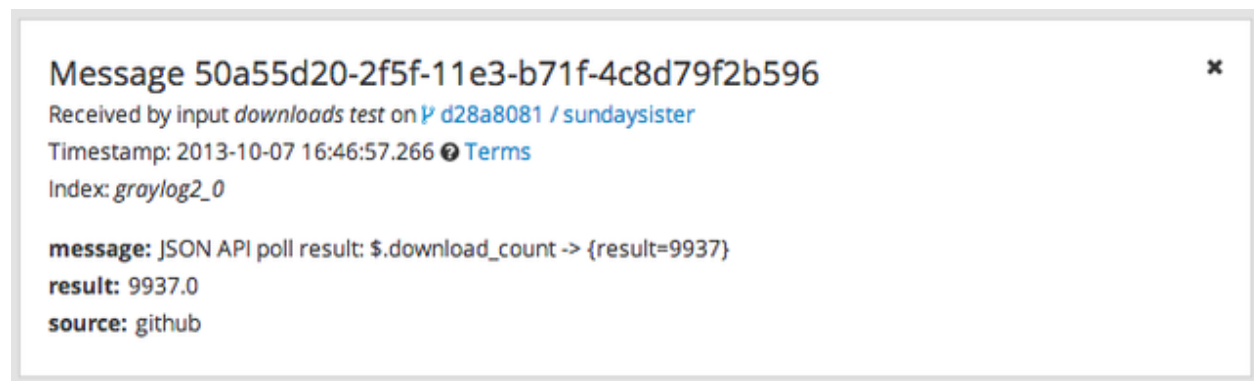 Message 50a55d20-2f5f-11e3-b71f-4c8d79f2b596
Received by input downloads test on d28a8081 / sundaysister
Timestamp: 2013-10-07 16:46:57.266 Terms
Index: graylog2_0
message: JSON API poll result: $.download_count -> {result=9937}
result: 9937.0
source: github